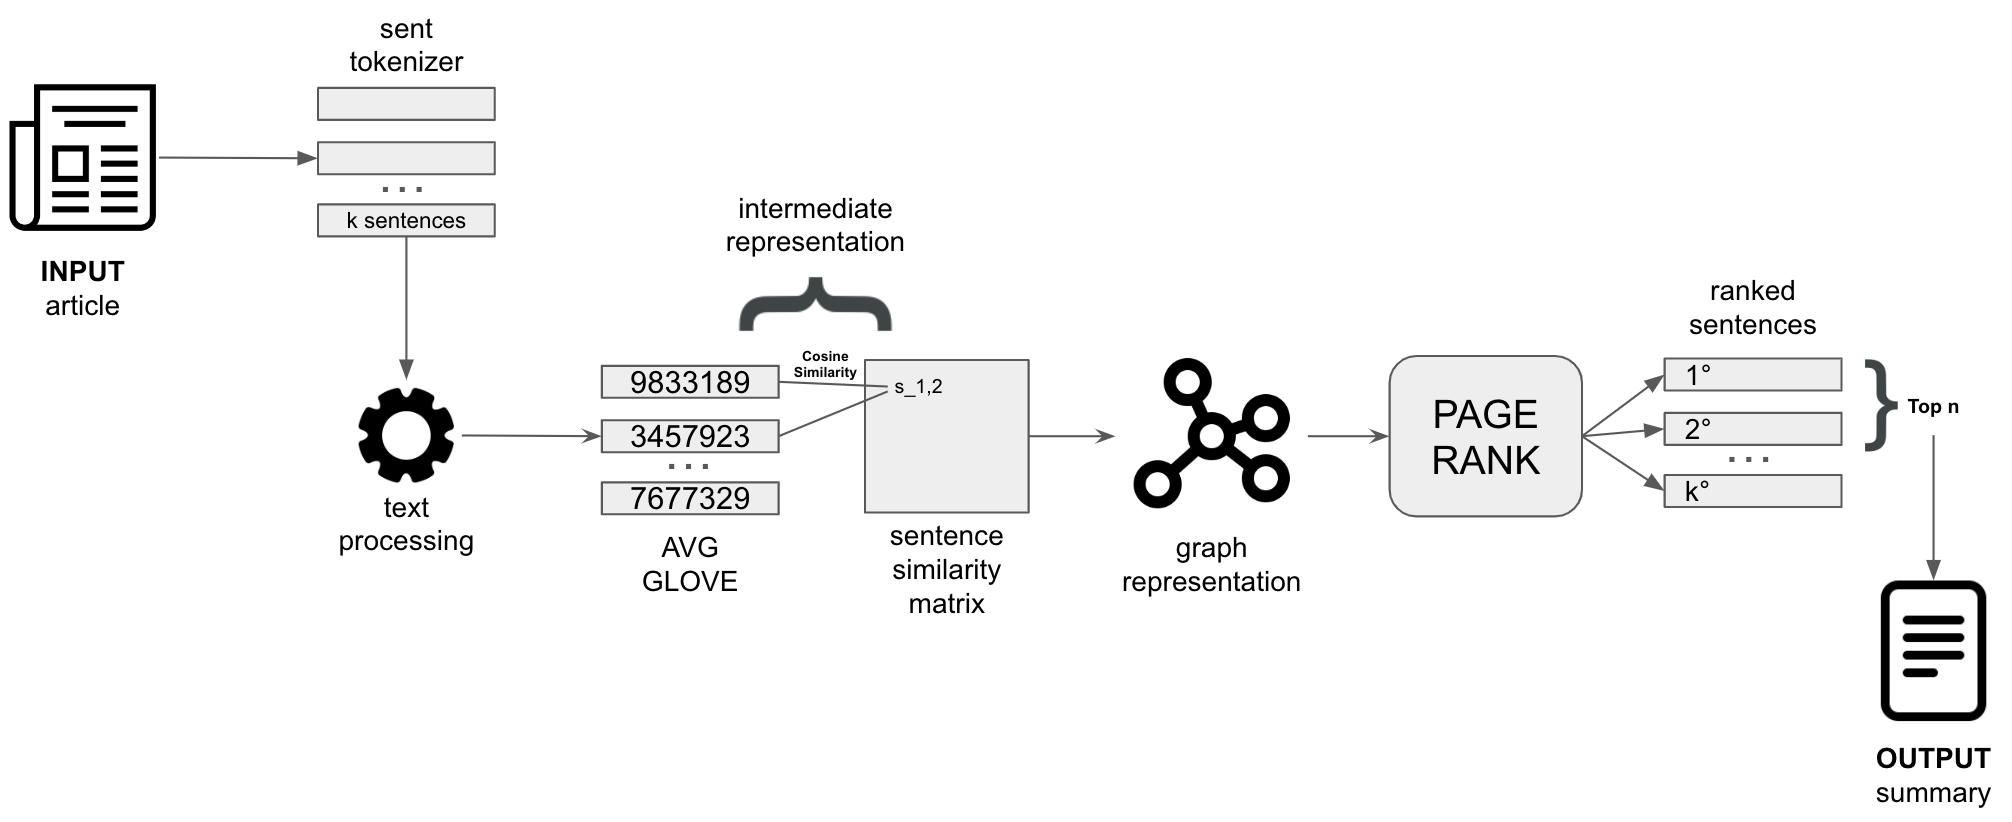 sent
tokenizer
. . .
k sentences
INPUT
article
text
processing
intermediate
representation
9833189
3457923
. . .
7677329
AVG
GLOVE
Cosine
Similarity
s_1,2
sentence
similarity
matrix
graph
representation
PAGE
RANK
ranked
sentences
1°
2°
. . .
k°
Top n
OUTPUT
summary